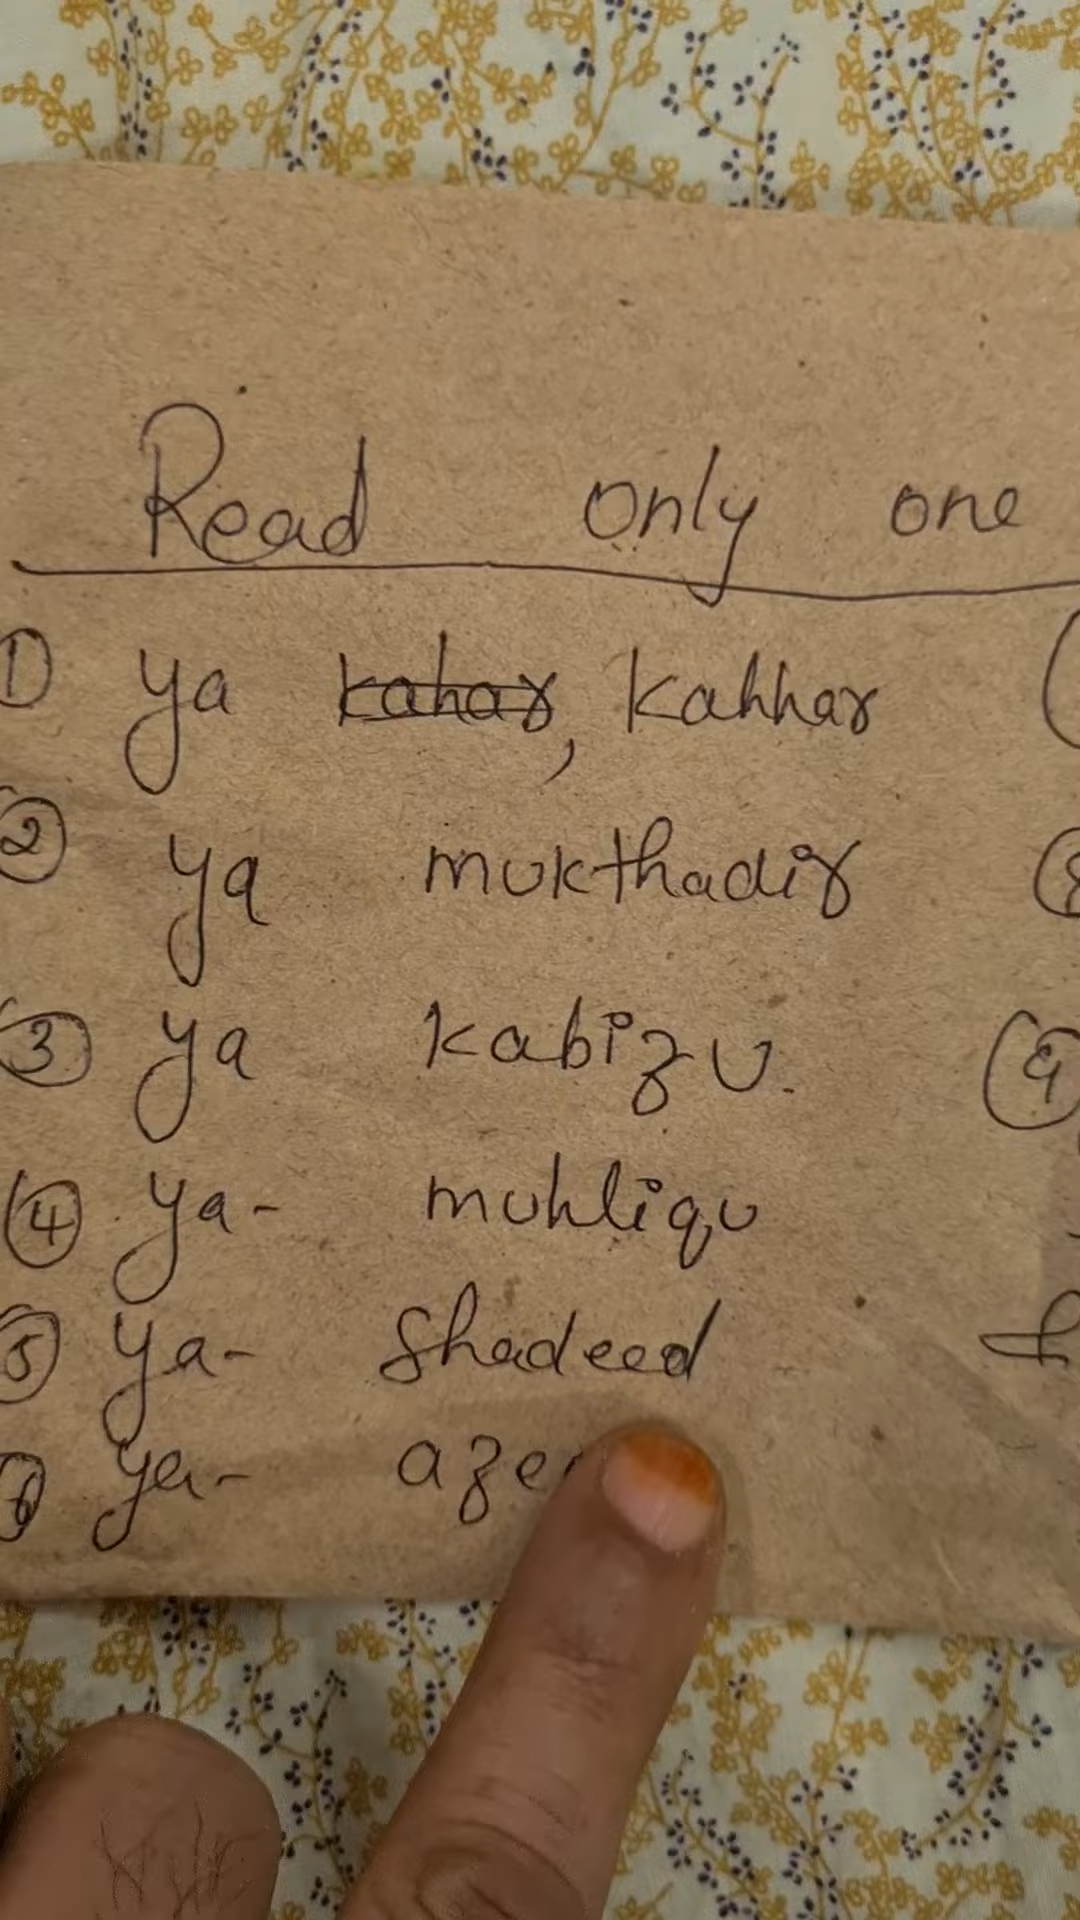 Read only one
① ya kahar, Kahhar
② ya mukthadir
③ ya kabizu.
④ ya- muhliqu
⑤ ya- Shadeed
⑥ ya-